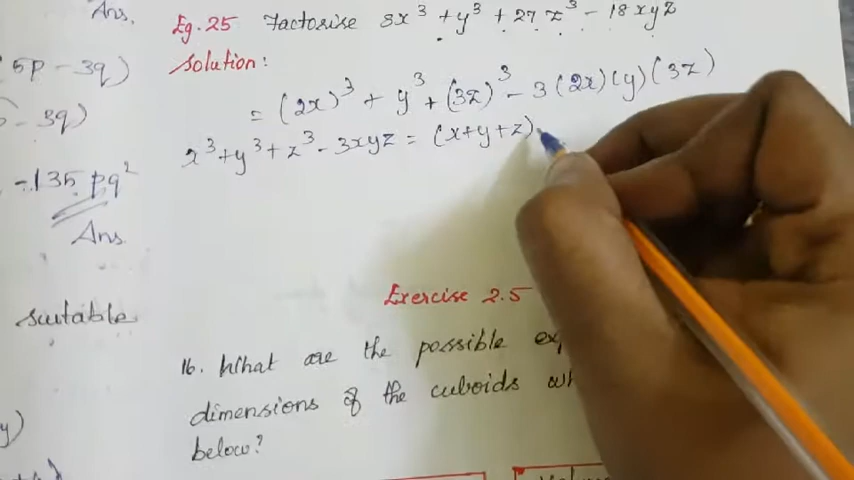 Ans.
5p - 3q)
- 3q)
- 135 pq²
Ans
suitable
Eg. 25 Factorise 8x³ + y³ + 27z³ - 18xyz
Solution:
= (2x)³ + y³ + (3z)³ - 3(2x)(y)(3z)
x³+y³+z³ - 3xyz = (x+y+z)
Exercise 2.5
16. What are the possible
dimensions of the cuboids
below?